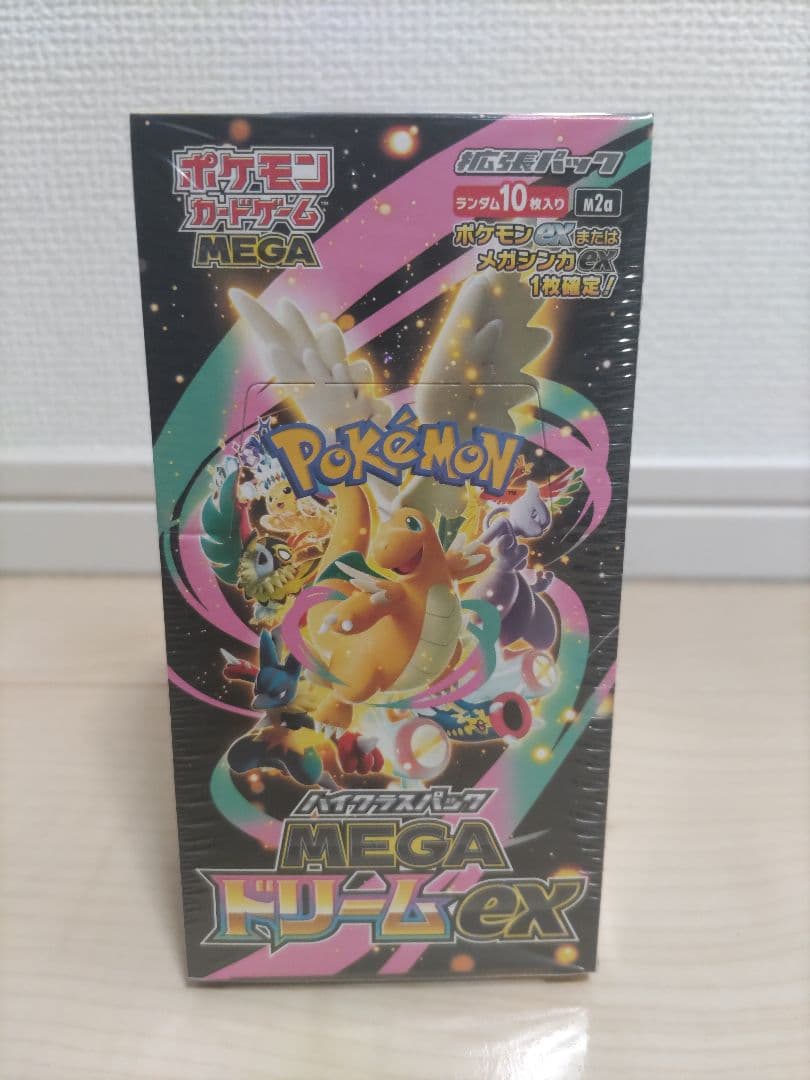 ポケモン
カードゲーム
MEGA
拡張パック
ランダム10枚入り M2a
ポケモンexまたは
メガシンカex
1枚確定!
POKéMON
ハイクラスパック
MEGA
ドリームex